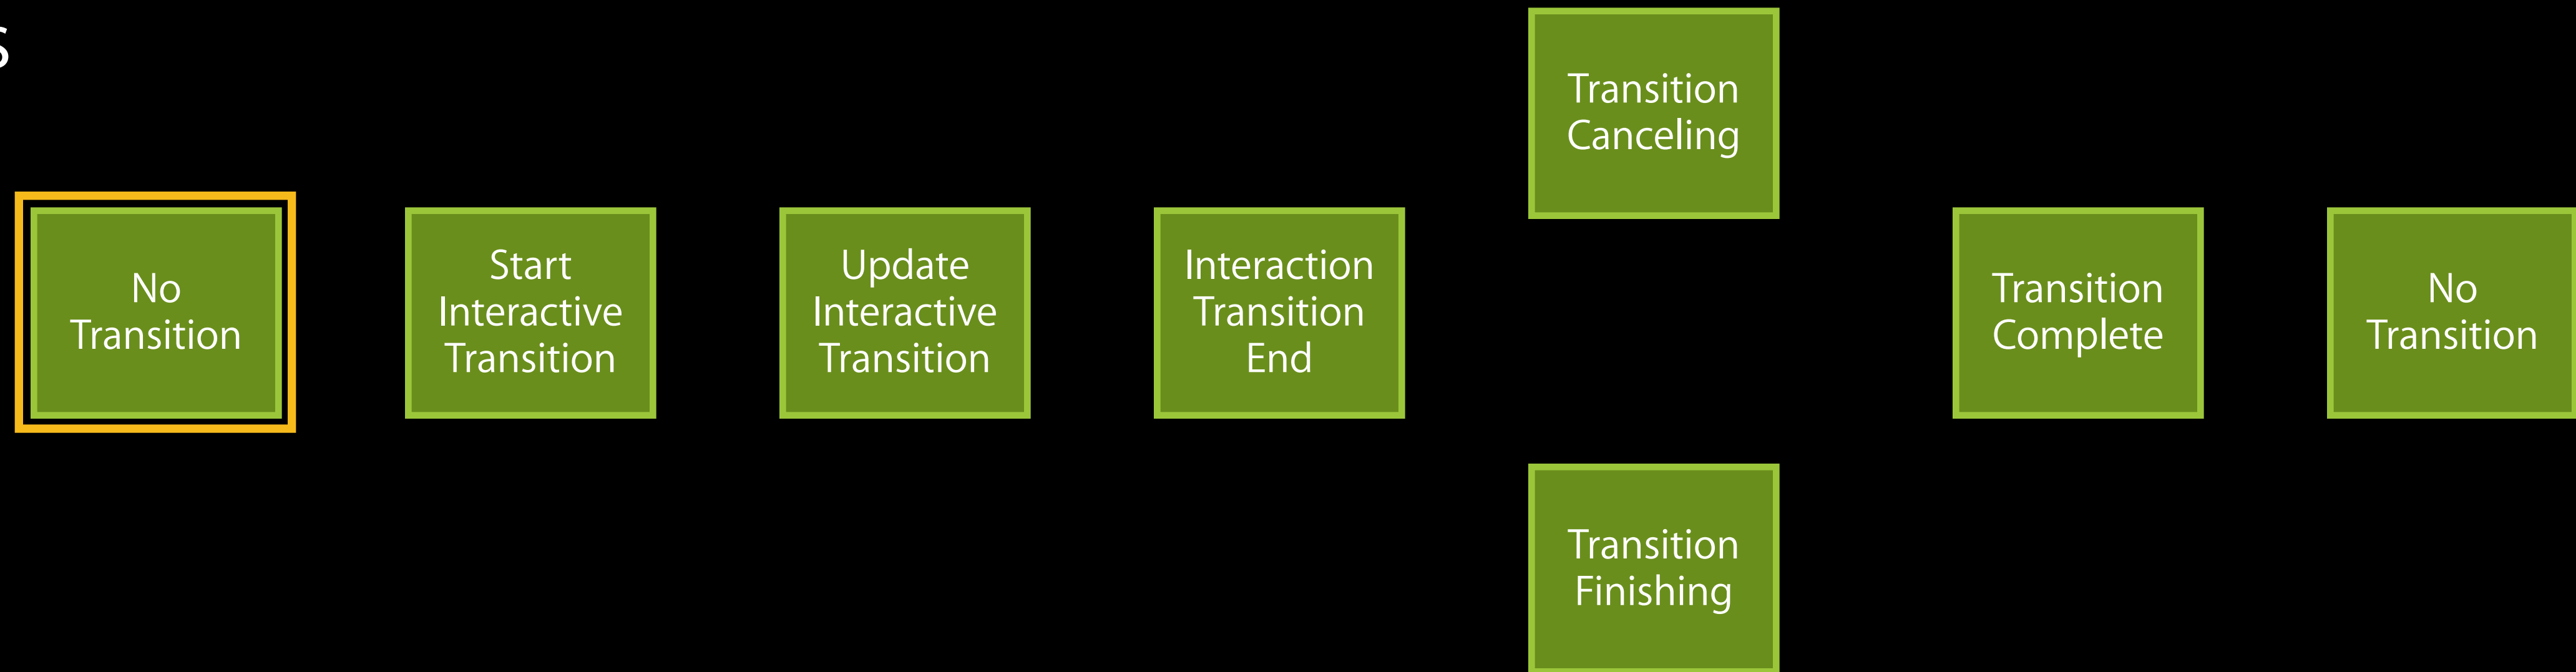 s
No
Transition
Start
Interactive
Transition
Update
Interactive
Transition
Interaction
Transition
End
Transition
Canceling
Transition
Finishing
Transition
Complete
No
Transition